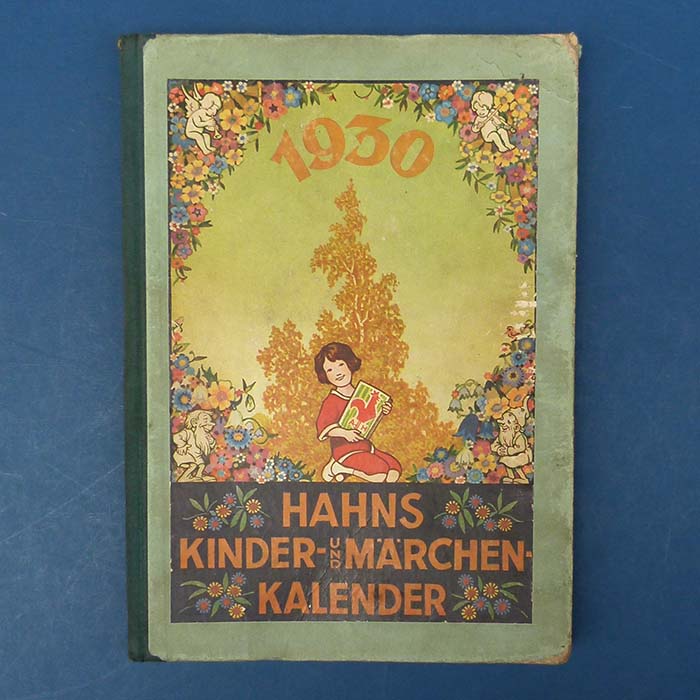 1930
HAHNS
KINDER- UND MÄRCHEN-
KALENDER